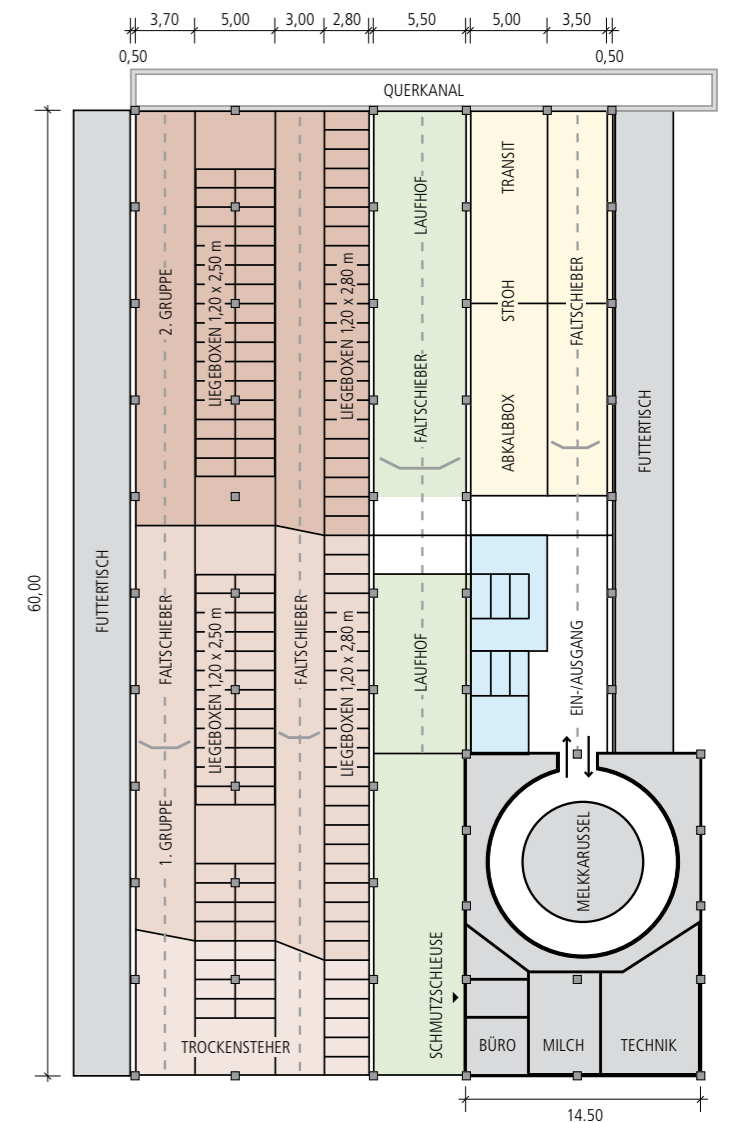 3,70 5,00 3,00 2,80 5,50 5,00 3,50
0,50 0,50
QUERKANAL
TRANSIT
LAUFHOF
2. GRUPPE
LIEGEBOXEN 1,20 x 2,50 m
LIEGEBOXEN 1,20 x 2,80 m
STROH
FALTSCHIEBER
FALTSCHIEBER
ABKALBBOX
FUTTERTISCH
FUTTERTISCH
60,00
FALTSCHIEBER
LIEGEBOXEN 1,20 x 2,50 m
FALTSCHIEBER
LIEGEBOXEN 1,20 x 2,80 m
LAUFHOF
EIN-/AUSGANG
1. GRUPPE
MELKKARUSSEL
SCHMUTZSCHLEUSE
TROCKENSTEHER
BÜRO MILCH TECHNIK
14.50